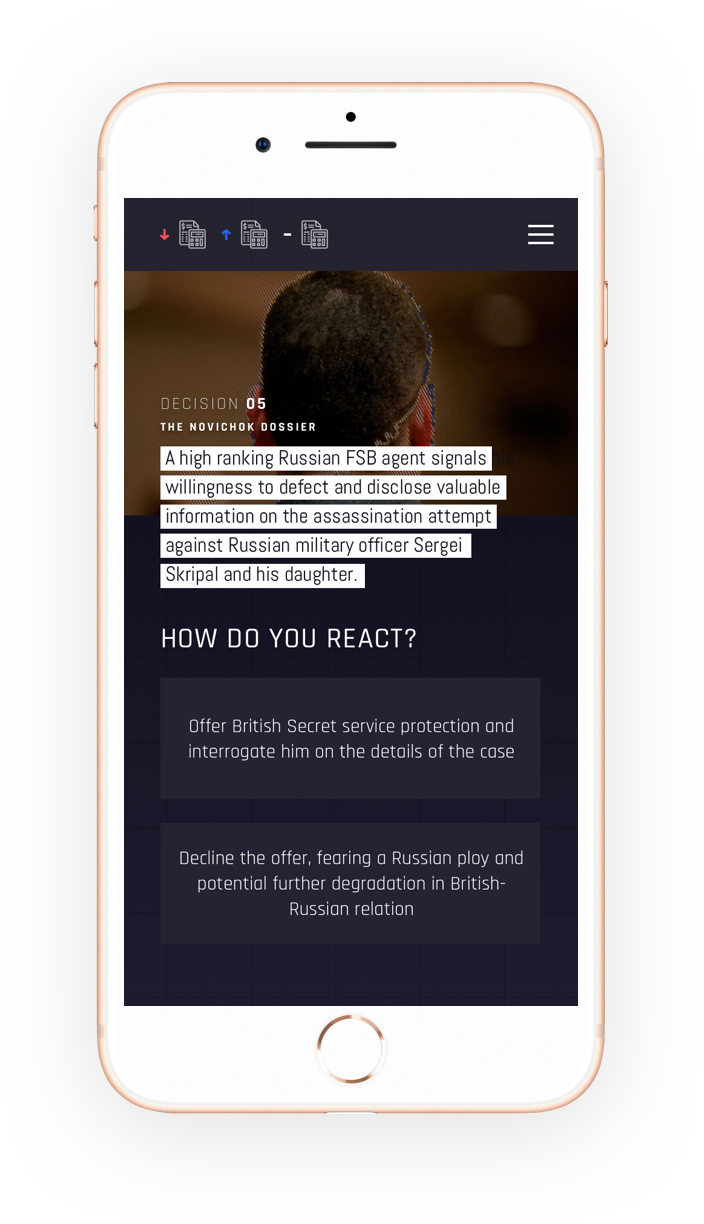 DECISION 05
THE NOVICHOK DOSSIER
A high ranking Russian FSB agent signals his
willingness to defect and disclose valuable
information on the assassination attempt
against Russian military officer Sergei
Skripal and his daughter.
HOW DO YOU REACT?
Offer British Secret service protection and
interrogate him on the details of the case
Decline the offer, fearing a Russian ploy and
potential further degradation in British-
Russian relation